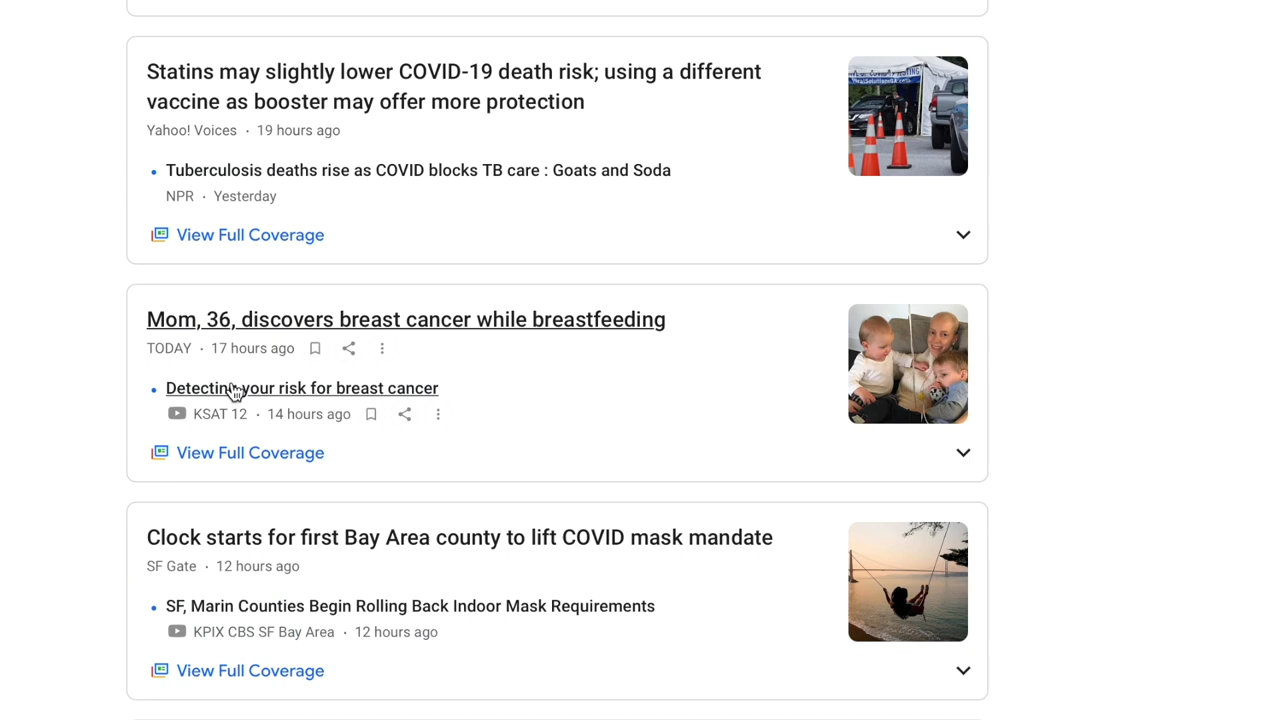 Statins may slightly lower COVID-19 death risk; using a different
vaccine as booster may offer more protection
Yahoo! Voices · 19 hours ago
• Tuberculosis deaths rise as COVID blocks TB care : Goats and Soda
NPR · Yesterday
View Full Coverage
Mom, 36, discovers breast cancer while breastfeeding
TODAY · 17 hours ago
• Detecting your risk for breast cancer
KSAT 12 · 14 hours ago
View Full Coverage
Clock starts for first Bay Area county to lift COVID mask mandate
SF Gate · 12 hours ago
• SF, Marin Counties Begin Rolling Back Indoor Mask Requirements
KPIX CBS SF Bay Area · 12 hours ago
View Full Coverage